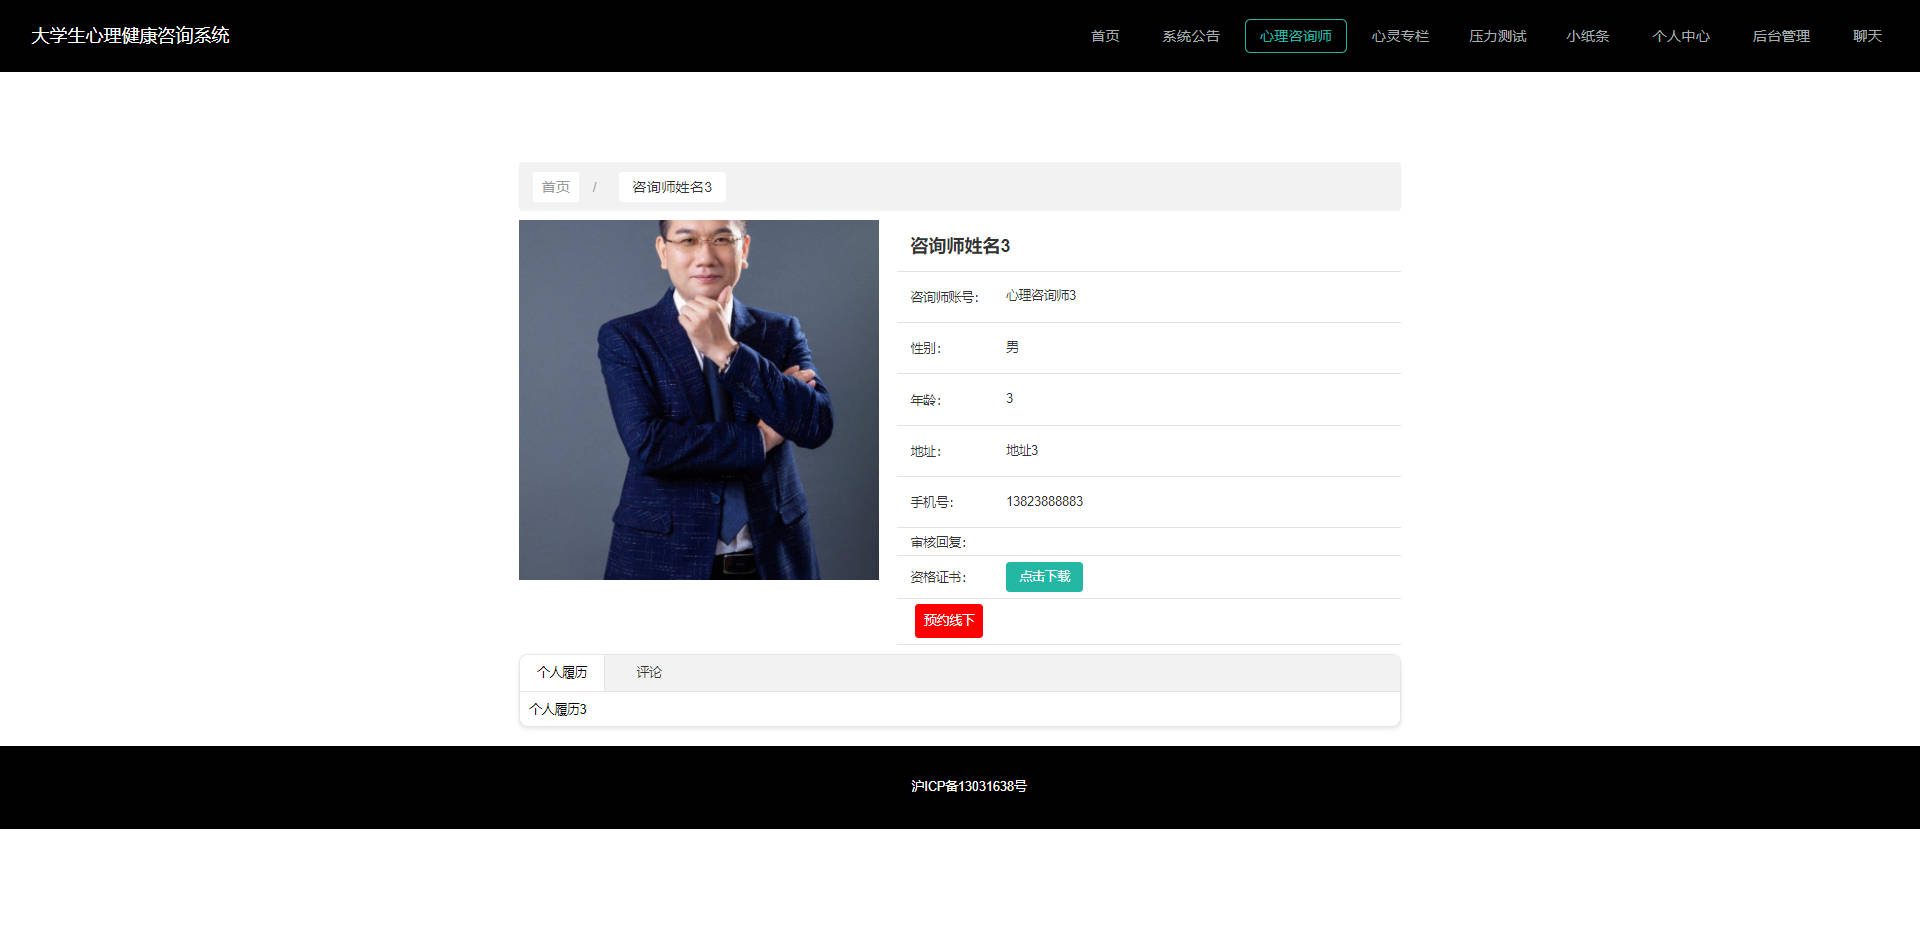 大学生心理健康咨询系统
首页 系统公告 心理咨询师 心灵专栏 压力测试 小纸条 个人中心 后台管理 聊天
首页 / 咨询师姓名3
咨询师姓名3
咨询师账号: 心理咨询师3
性别: 男
年龄: 3
地址: 地址3
手机号: 13823888883
审核回复:
资格证书: 点击下载
预约线下
个人履历 评论
个人履历3
沪ICP备13031638号